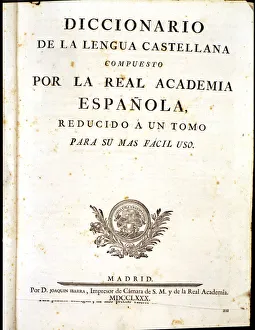 DICCIONARIO
DE LA LENGUA CASTELLANA
COMPUESTO
POR LA REAL ACADEMIA
ESPAÑOLA,
REDUCIDO Á UN TOMO
PARA SU MAS FÁCIL USO.
MADRID.
Por D. JOAQUIN IBARRA, Impresor de Cámara de S. M. y de la Real Academia.
MDCCLXXX.